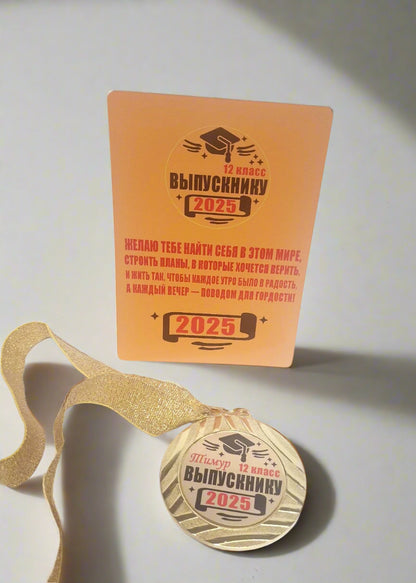 12 класс
ВЫПУСКНИКУ
2025
ЖЕЛАЮ ТЕБЕ НАЙТИ СЕБЯ В ЭТОМ МИРЕ,
СТРОИТЬ ПЛАНЫ, В КОТОРЫЕ ХОЧЕТСЯ ВЕРИТЬ,
И ЖИТЬ ТАК, ЧТОБЫ КАЖДОЕ УТРО БЫЛО В РАДОСТЬ,
А КАЖДЫЙ ВЕЧЕР — ПОВОДОМ ДЛЯ ГОРДОСТИ!
2025
Тимур
12 класс
ВЫПУСКНИКУ
2025